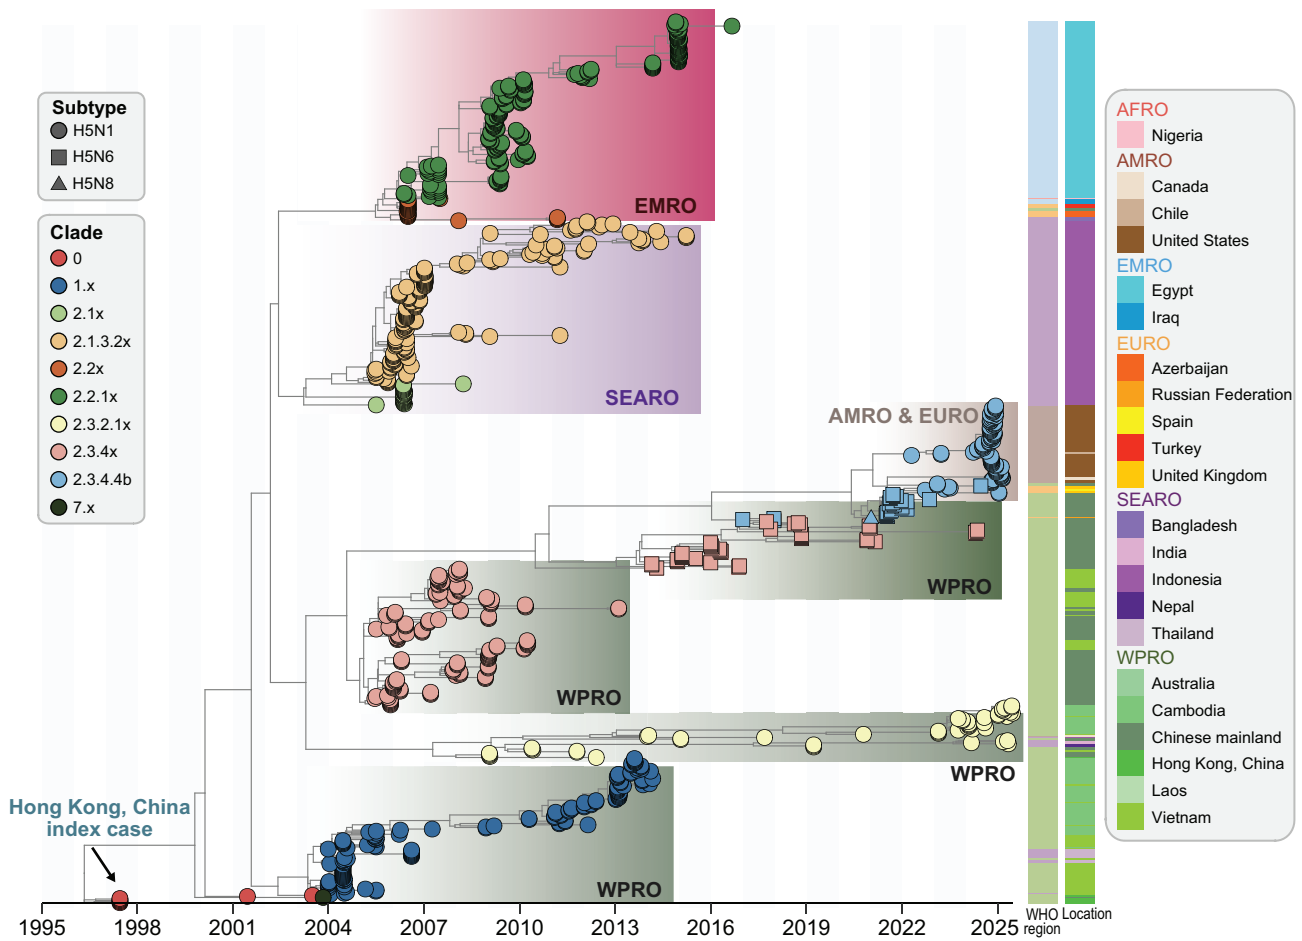 Subtype
H5N1
H5N6
H5N8
Clade
0
1.x
2.1x
2.1.3.2x
2.2x
2.2.1x
2.3.2.1x
2.3.4x
2.3.4.4b
7.x
EMRO
SEARO
AMRO & EURO
WPRO
WPRO
WPRO
WPRO
Hong Kong, China
index case
1995
1998
2001
2004
2007
2010
2013
2016
2019
2022
2025
WHO
region
Location
AFRO
Nigeria
AMRO
Canada
Chile
United States
EMRO
Egypt
Iraq
EURO
Azerbaijan
Russian Federation
Spain
Turkey
United Kingdom
SEARO
Bangladesh
India
Indonesia
Nepal
Thailand
WPRO
Australia
Cambodia
Chinese mainland
Hong Kong, China
Laos
Vietnam